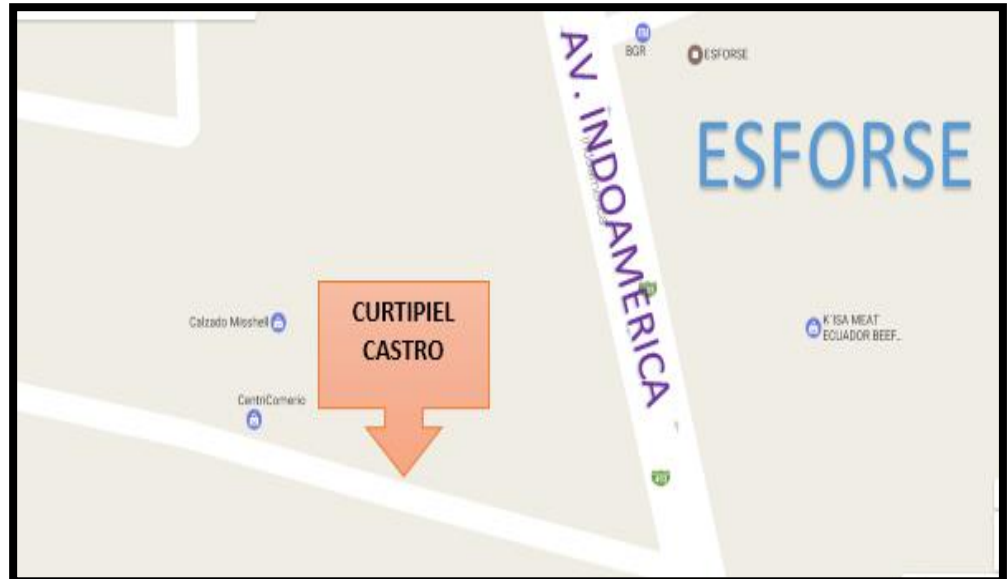 BGR
ESFORSE
ESFORSE
AV. INDOAMERICA
CURTIPIEL
CASTRO
Calzado Misshell
K´ISA MEAT
ECUADOR BEEF..
CentriComerio